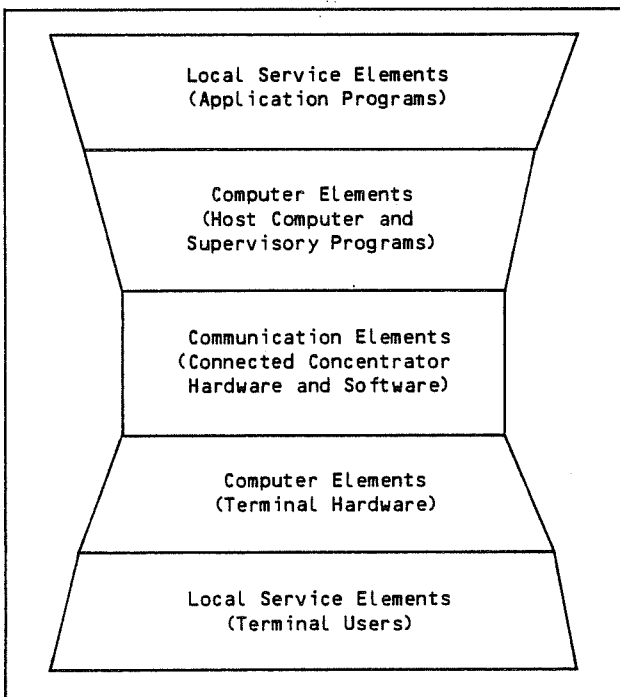 Local Service Elements
(Application Programs)
Computer Elements
(Host Computer and
Supervisory Programs)
Communication Elements
(Connected Concentrator
Hardware and Software)
Computer Elements
(Terminal Hardware)
Local Service Elements
(Terminal Users)